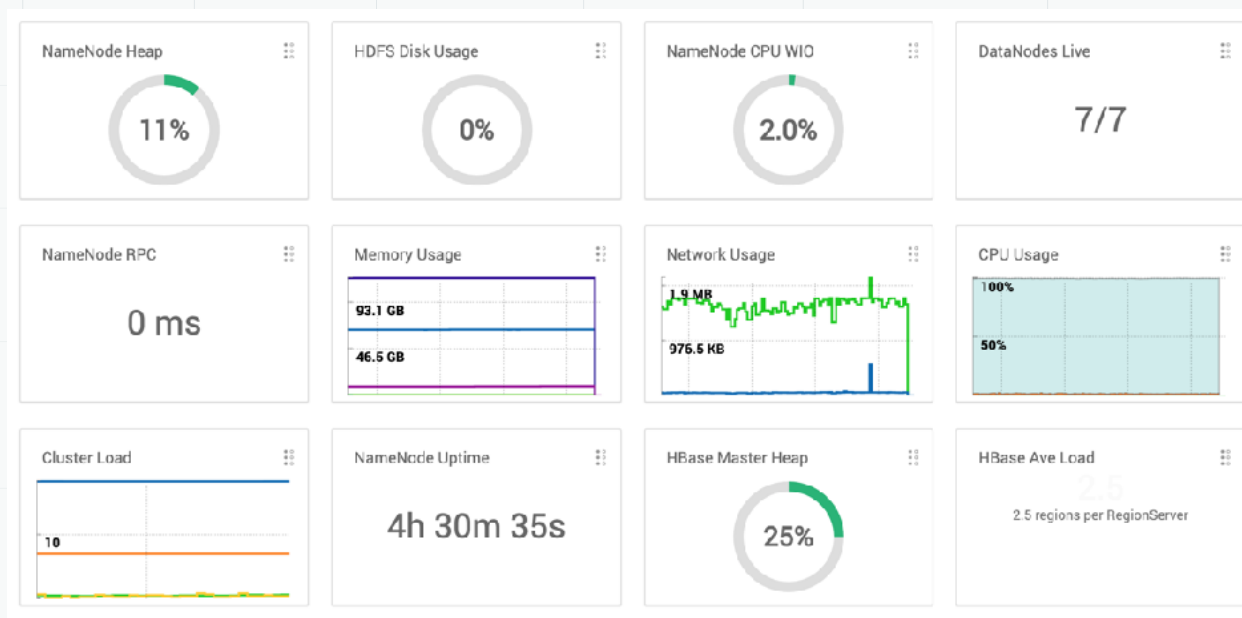 NameNode Heap
11%
HDFS Disk Usage
0%
NameNode CPU WIO
2.0%
DataNodes Live
7/7
NameNode RPC
0 ms
Memory Usage
93.1 GB
46.5 GB
Network Usage
1.9 MB
976.5 KB
CPU Usage
100%
50%
Cluster Load
10
NameNode Uptime
4h 30m 35s
HBase Master Heap
25%
HBase Ave Load
2.5
2.5 regions per RegionServer